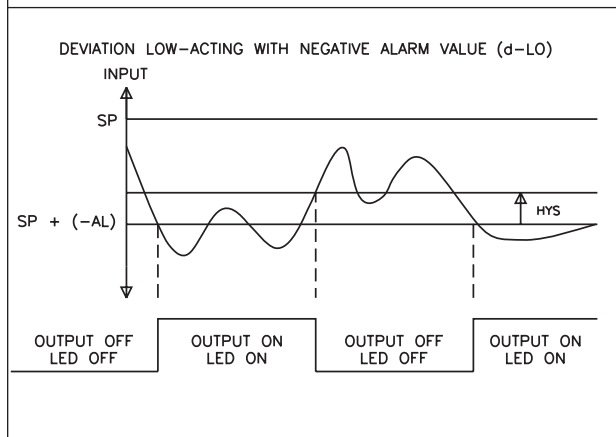 DEVIATION LOW-ACTING WITH NEGATIVE ALARM VALUE (d-LO)
INPUT
SP
SP + (-AL)
HYS
OUTPUT OFF
LED OFF
OUTPUT ON
LED ON
OUTPUT OFF
LED OFF
OUTPUT ON
LED ON